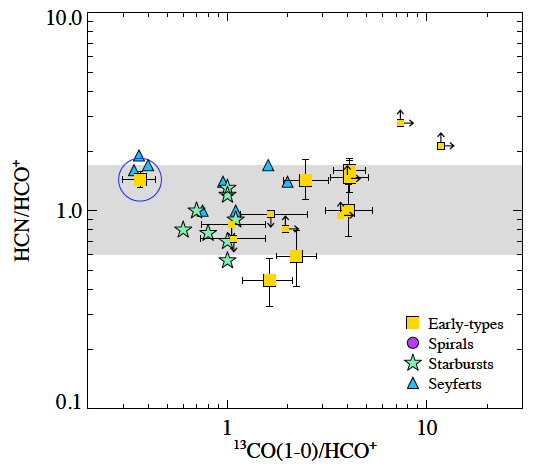 10.0
HCN/HCO⁺
1.0
Early-types
Spirals
Starbursts
Seyferts
0.1
1
10
¹³CO(1-0)/HCO⁺